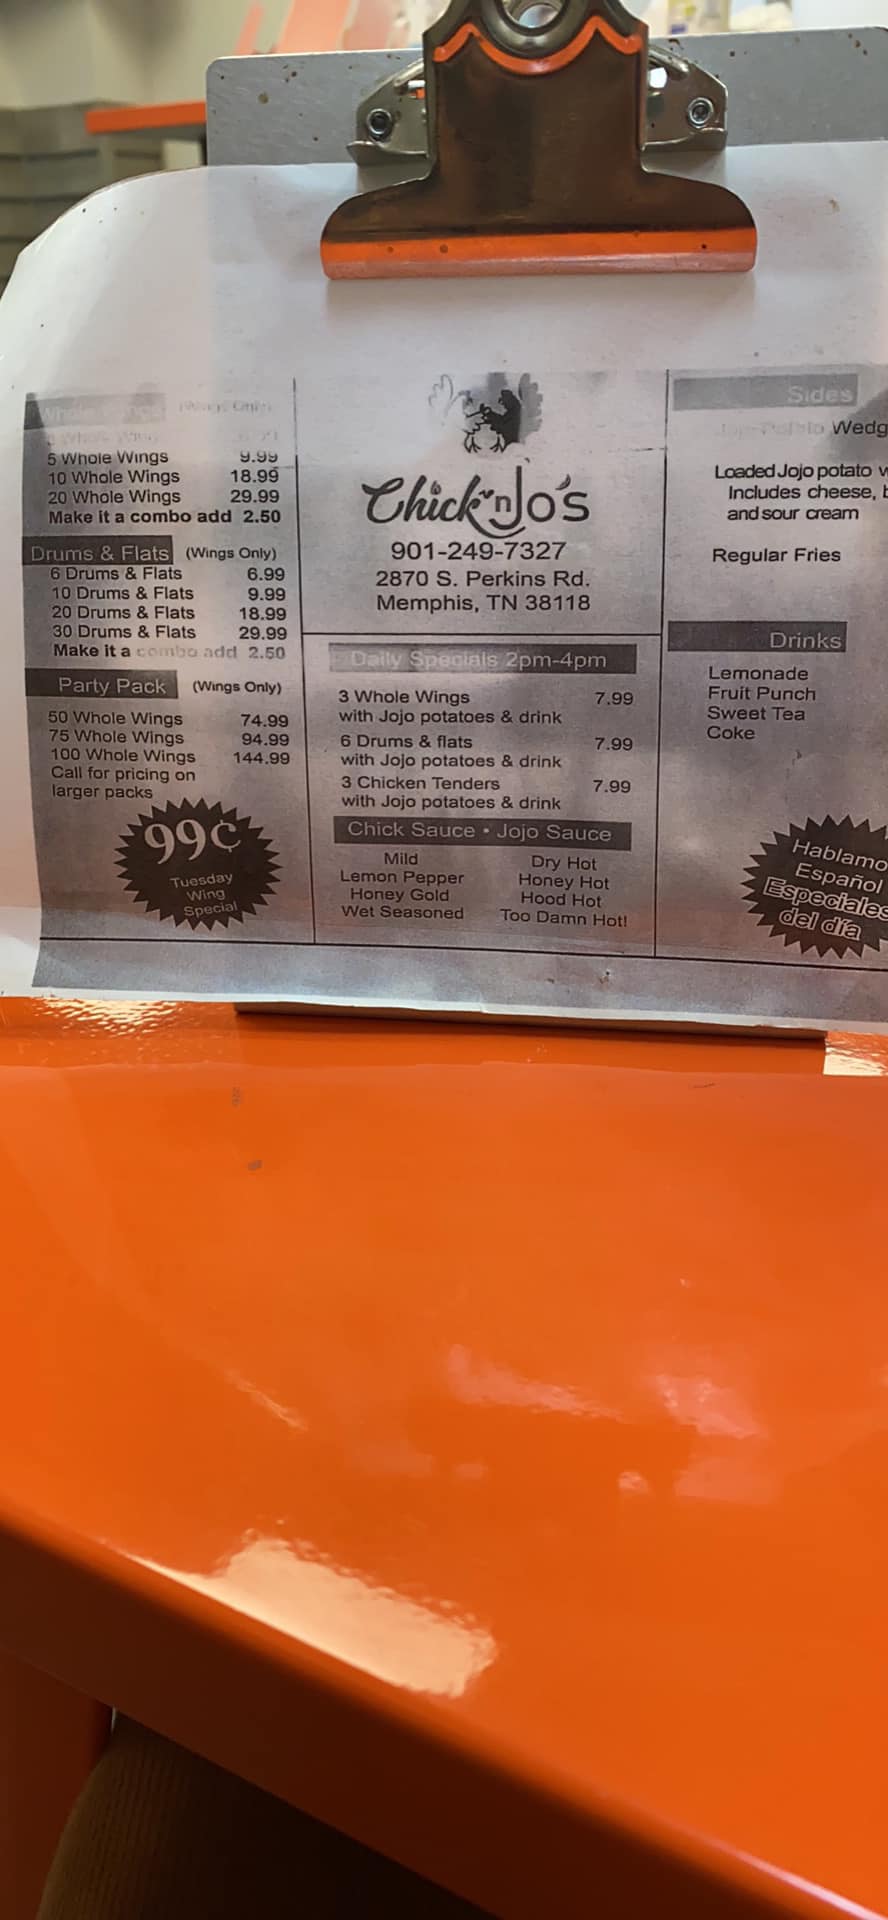 Whole Wings (Wings Only)
5 Whole Wings 9.99
10 Whole Wings 18.99
20 Whole Wings 29.99
Make it a combo add 2.50
Drums & Flats (Wings Only)
6 Drums & Flats 6.99
10 Drums & Flats 9.99
20 Drums & Flats 18.99
30 Drums & Flats 29.99
Make it a combo add 2.50
Party Pack (Wings Only)
50 Whole Wings 74.99
75 Whole Wings 94.99
100 Whole Wings 144.99
Call for pricing on
larger packs
99¢
Tuesday
Wing
Special
Chick'nJo's
901-249-7327
2870 S. Perkins Rd.
Memphis, TN 38118
Daily Specials 2pm-4pm
3 Whole Wings 7.99
with Jojo potatoes & drink
6 Drums & flats 7.99
with Jojo potatoes & drink
3 Chicken Tenders 7.99
with Jojo potatoes & drink
Chick Sauce • Jojo Sauce
Mild
Lemon Pepper
Honey Gold
Wet Seasoned
Dry Hot
Honey Hot
Hood Hot
Too Damn Hot!
Sides
Potato Wedg
Loaded Jojo potato
Includes cheese,
and sour cream
Regular Fries
Drinks
Lemonade
Fruit Punch
Sweet Tea
Coke
Hablamo
Español
Especiales
del día